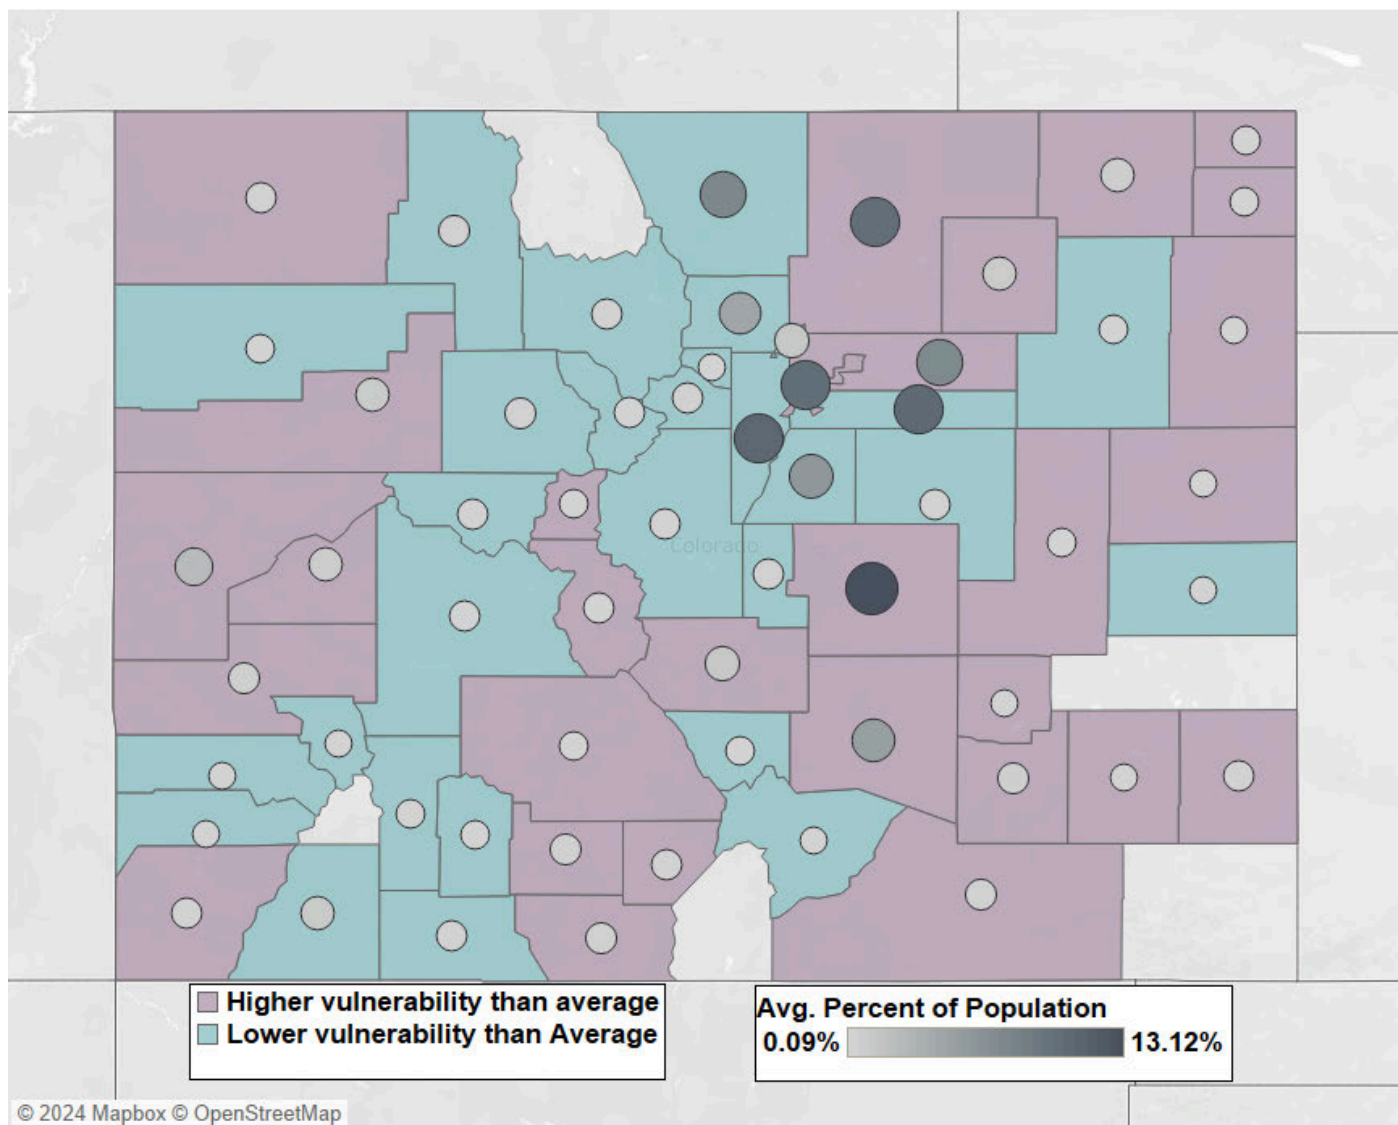 Colorado
Higher vulnerability than average
Lower vulnerability than Average
Avg. Percent of Population
0.09% 13.12%
© 2024 Mapbox © OpenStreetMap